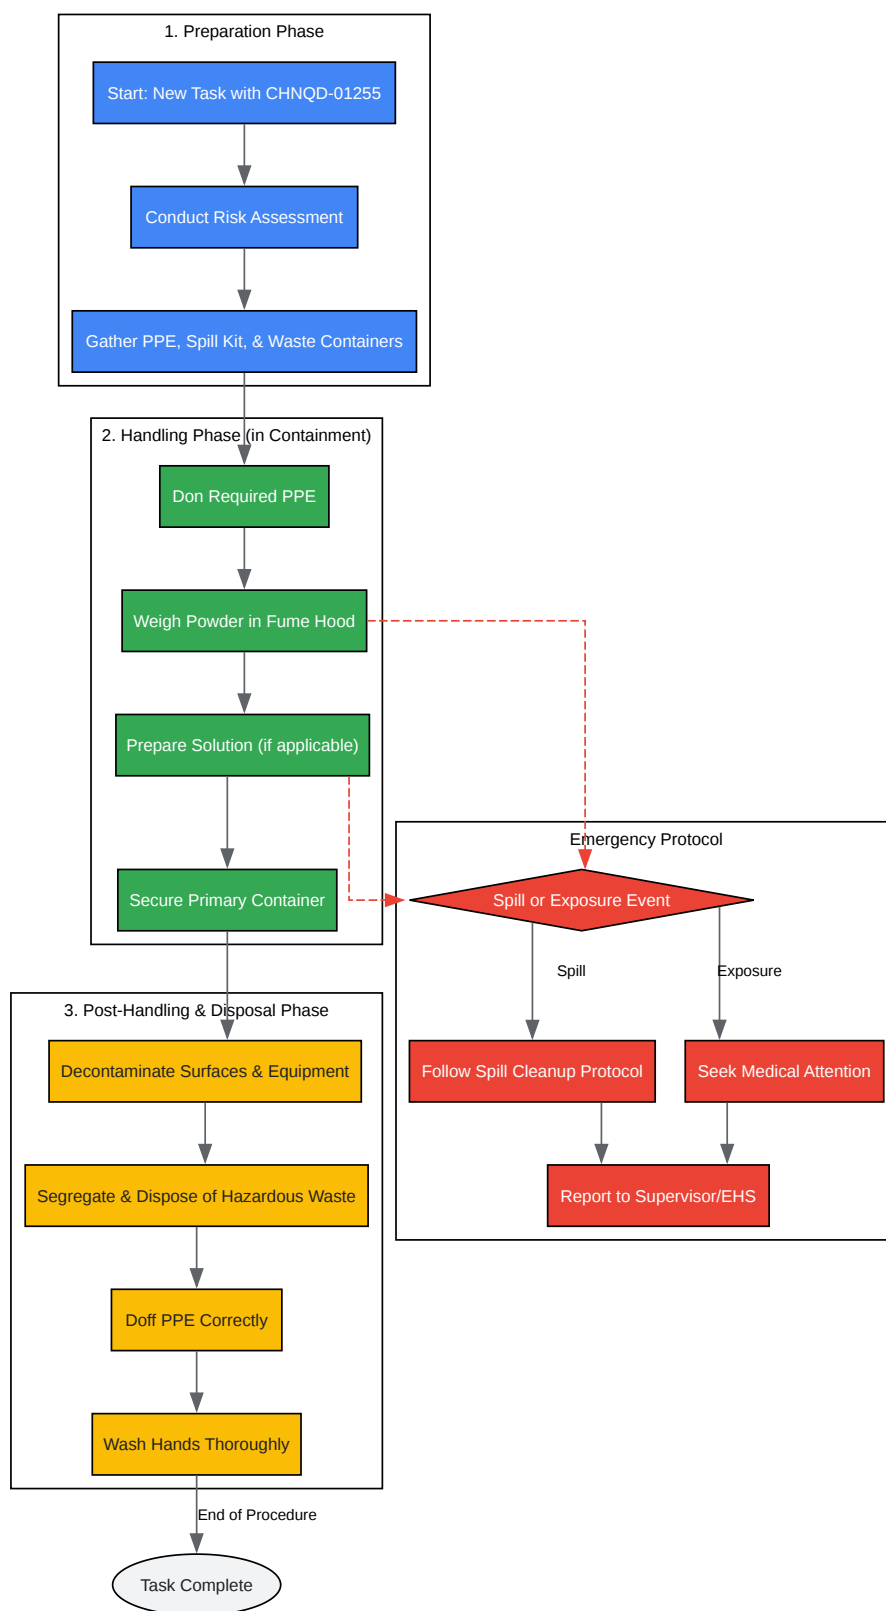 1. Preparation Phase
Start: New Task with CHNQD-01255
Conduct Risk Assessment
Gather PPE, Spill Kit, & Waste Containers
2. Handling Phase (in Containment)
Don Required PPE
Weigh Powder in Fume Hood
Prepare Solution (if applicable)
Secure Primary Container
Emergency Protocol
Spill or Exposure Event
Spill
Exposure
Follow Spill Cleanup Protocol
Seek Medical Attention
Report to Supervisor/EHS
3. Post-Handling & Disposal Phase
Decontaminate Surfaces & Equipment
Segregate & Dispose of Hazardous Waste
Doff PPE Correctly
Wash Hands Thoroughly
End of Procedure
Task Complete